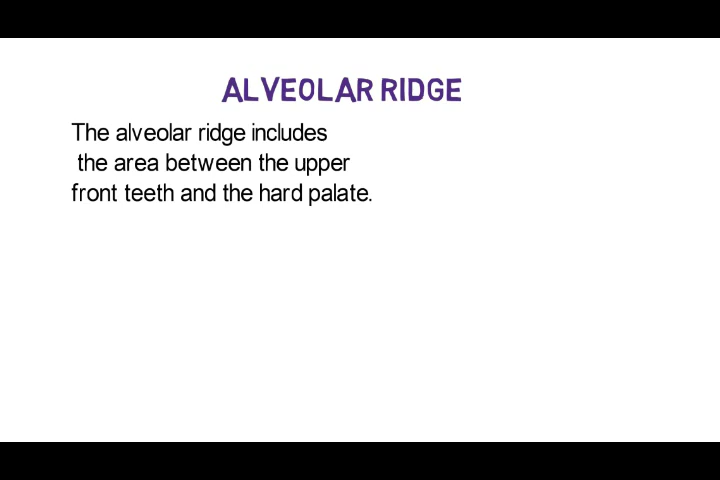 ALVEOLAR RIDGE
The alveolar ridge includes
the area between the upper
front teeth and the hard palate.